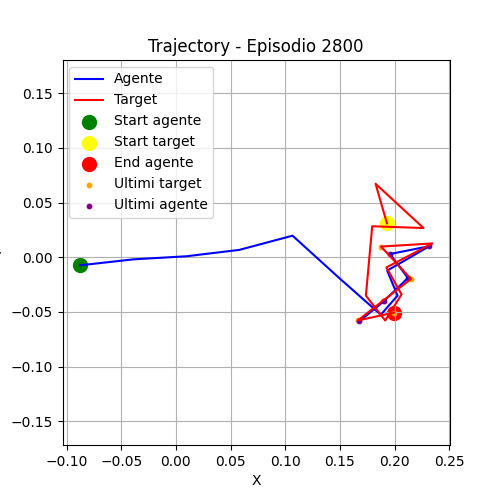 Trajectory - Episodio 2800
Agente
Target
Start agente
Start target
End agente
Ultimi target
Ultimi agente
0.15
0.10
0.05
0.00
−0.05
−0.10
−0.15
−0.10
−0.05
0.00
0.05
0.10
0.15
0.20
0.25
X